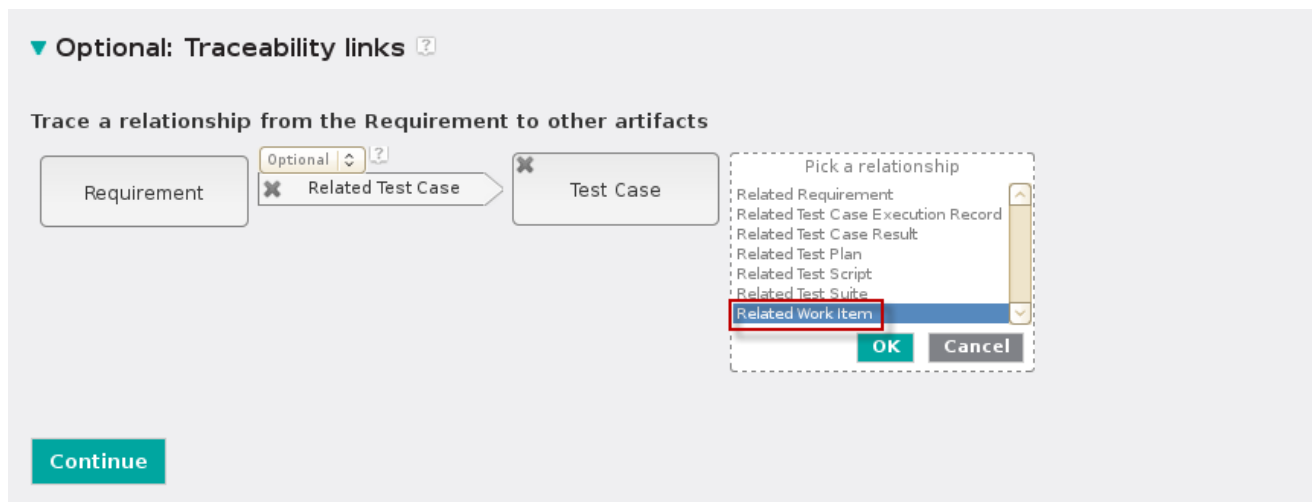 Optional: Traceability links ?
Trace a relationship from the Requirement to other artifacts
Requirement
Optional ?
Related Test Case
Test Case
Pick a relationship
Related Requirement
Related Test Case Execution Record
Related Test Case Result
Related Test Plan
Related Test Script
Related Test Suite
Related Work Item
OK Cancel
Continue